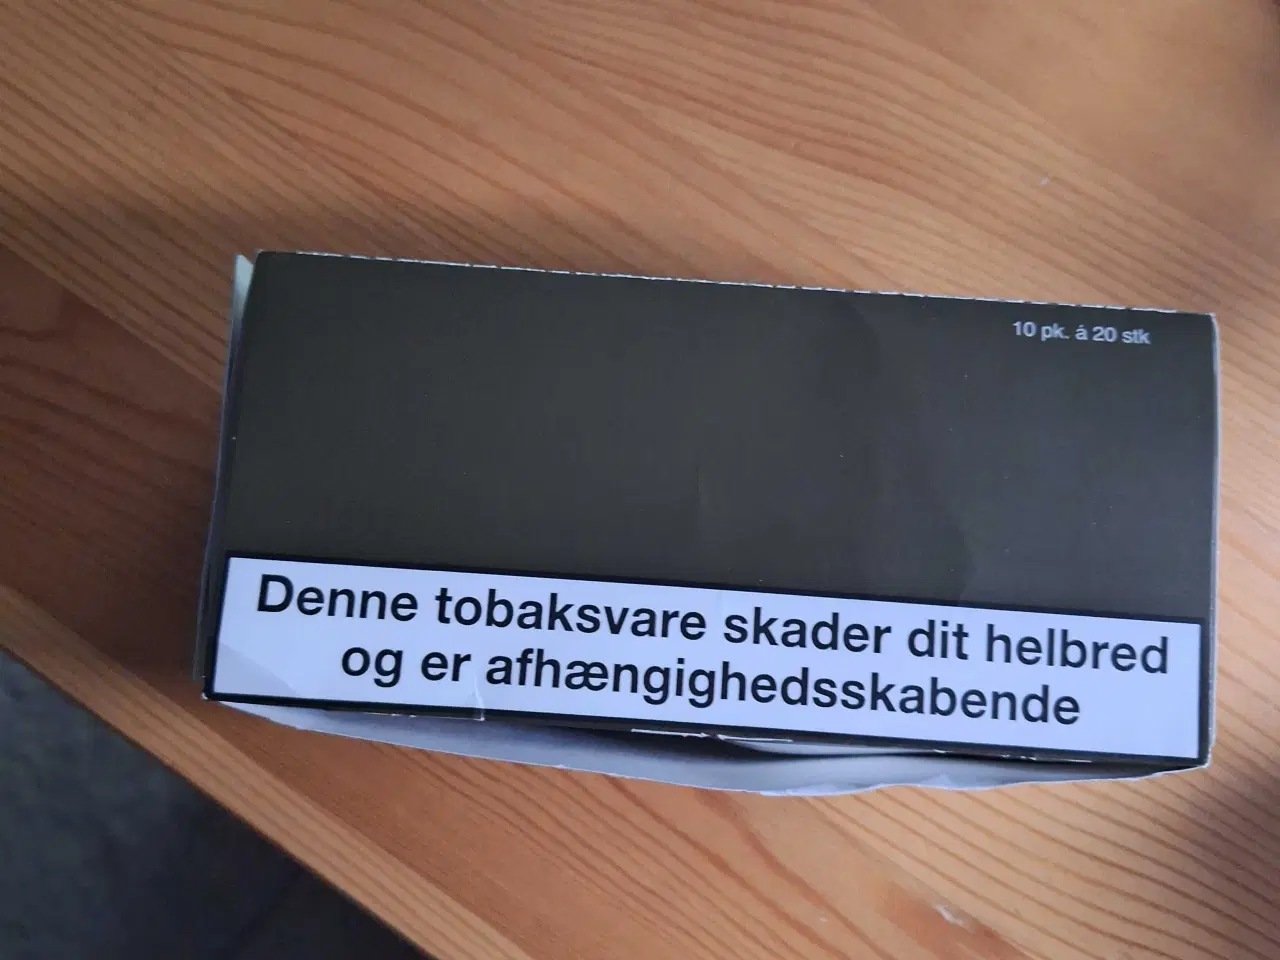 10 pk. á 20 stk
Denne tobaksvare skader dit helbred
og er afhængighedsskabende